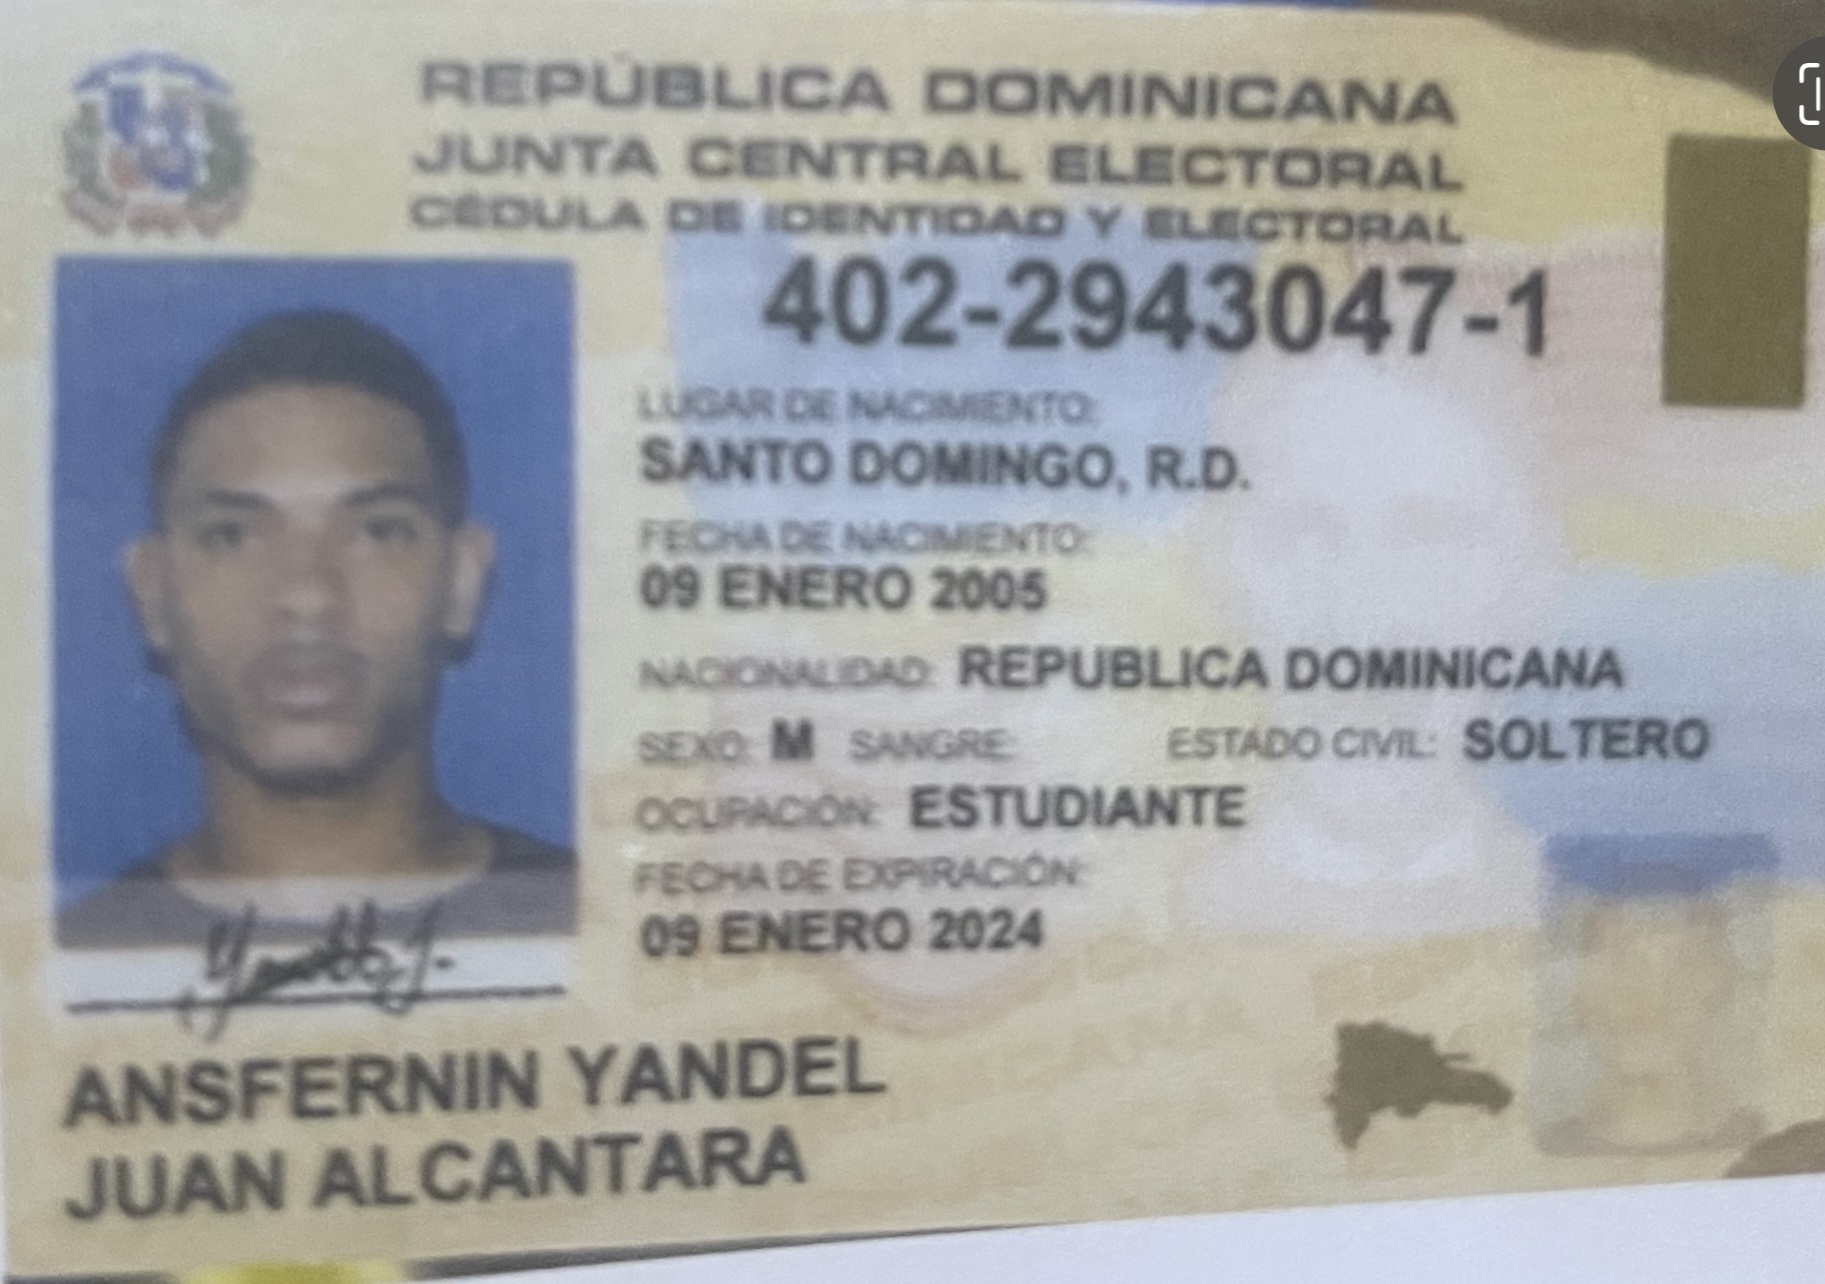 REPÚBLICA DOMINICANA
JUNTA CENTRAL ELECTORAL
CÉDULA DE IDENTIDAD Y ELECTORAL
402-2943047-1
LUGAR DE NACIMIENTO:
SANTO DOMINGO, R.D.
FECHA DE NACIMIENTO:
09 ENERO 2005
NACIONALIDAD: REPUBLICA DOMINICANA
SEXO: M SANGRE: ESTADO CIVIL: SOLTERO
OCUPACIÓN: ESTUDIANTE
FECHA DE EXPIRACIÓN:
09 ENERO 2024
ANSFERNIN YANDEL
JUAN ALCANTARA